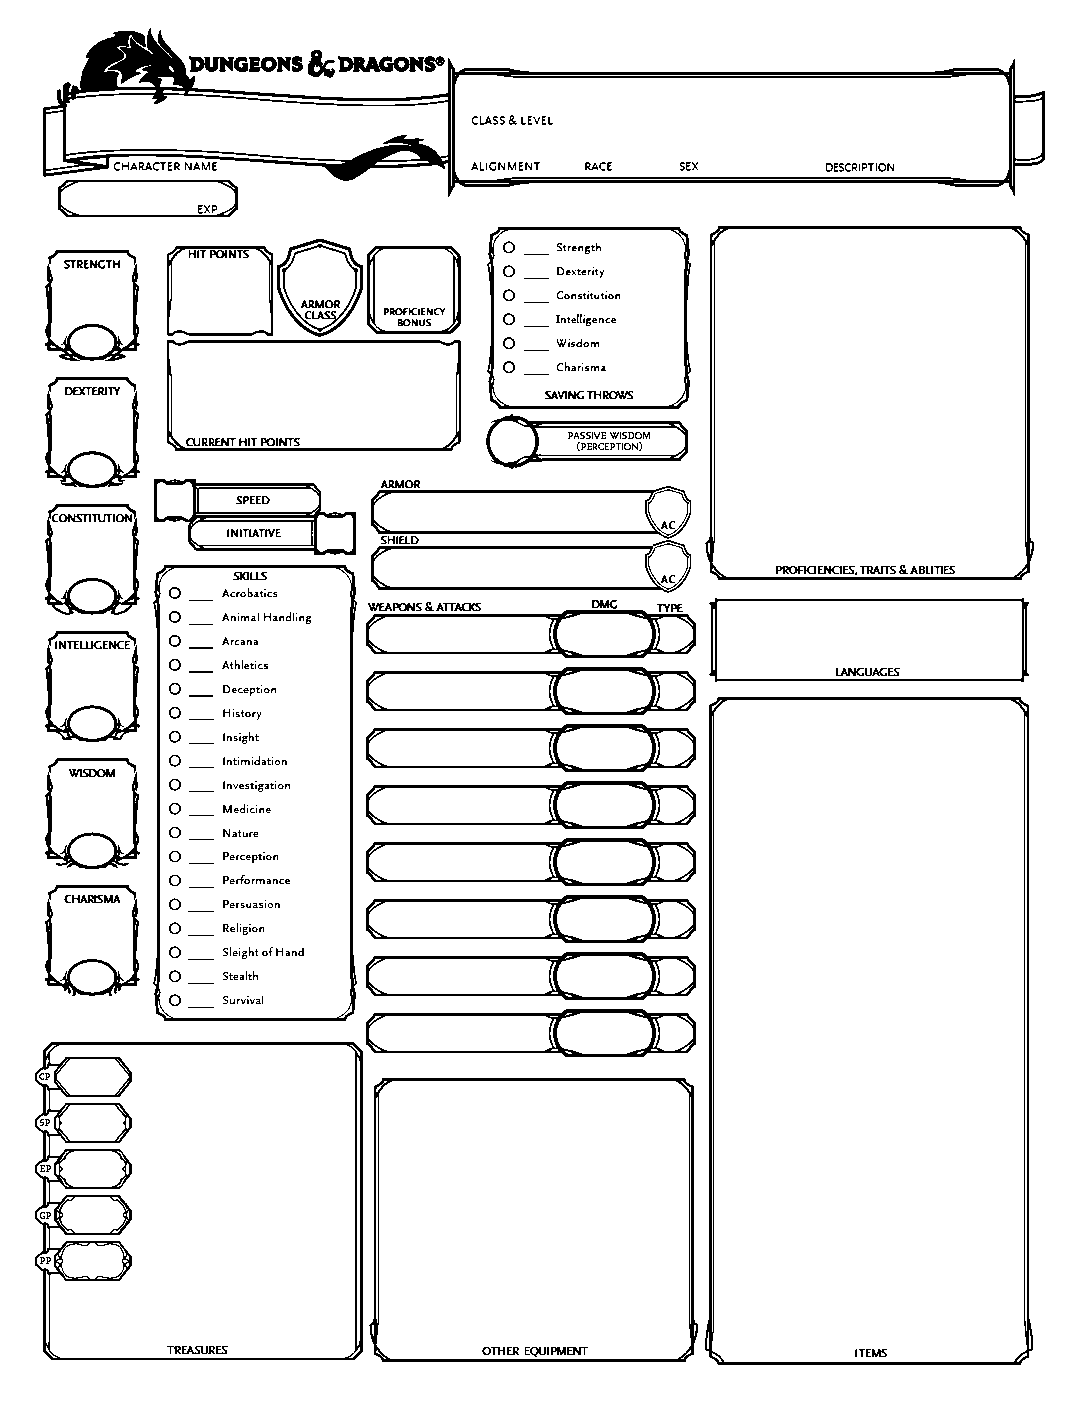 DUNGEONS & DRAGONS®
CLASS & LEVEL
CHARACTER NAME
ALIGNMENT RACE SEX DESCRIPTION
EXP
STRENGTH
DEXTERITY
CONSTITUTION
INTELLIGENCE
WISDOM
CHARISMA
HIT POINTS
ARMOR
CLASS
PROFICIENCY
BONUS
CURRENT HIT POINTS
Strength
Dexterity
Constitution
Intelligence
Wisdom
Charisma
SAVING THROWS
PASSIVE WISDOM
(PERCEPTION)
SPEED
INITIATIVE
ARMOR
AC
SHIELD
AC
SKILLS
Acrobatics
Animal Handling
Arcana
Athletics
Deception
History
Insight
Intimidation
Investigation
Medicine
Nature
Perception
Performance
Persuasion
Religion
Sleight of Hand
Stealth
Survival
WEAPONS & ATTACKS DMG TYPE
PROFICIENCIES, TRAITS & ABLITIES
LANGUAGES
CP
SP
EP
GP
PP
TREASURES
OTHER EQUIPMENT
ITEMS